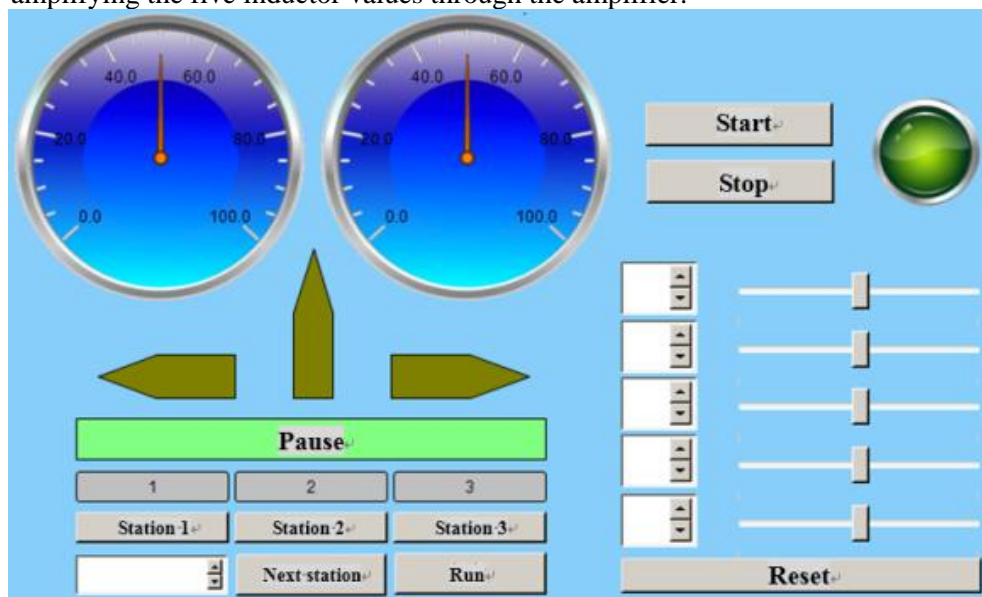 amplifying the five inductor values through the amplifier.
40.0 60.0
20.0 80.0
0.0 100.0
40.0 60.0
20.0 80.0
0.0 100.0
Start
Stop
Pause
1 2 3
Station 1 Station 2 Station 3
Next station Run
Reset